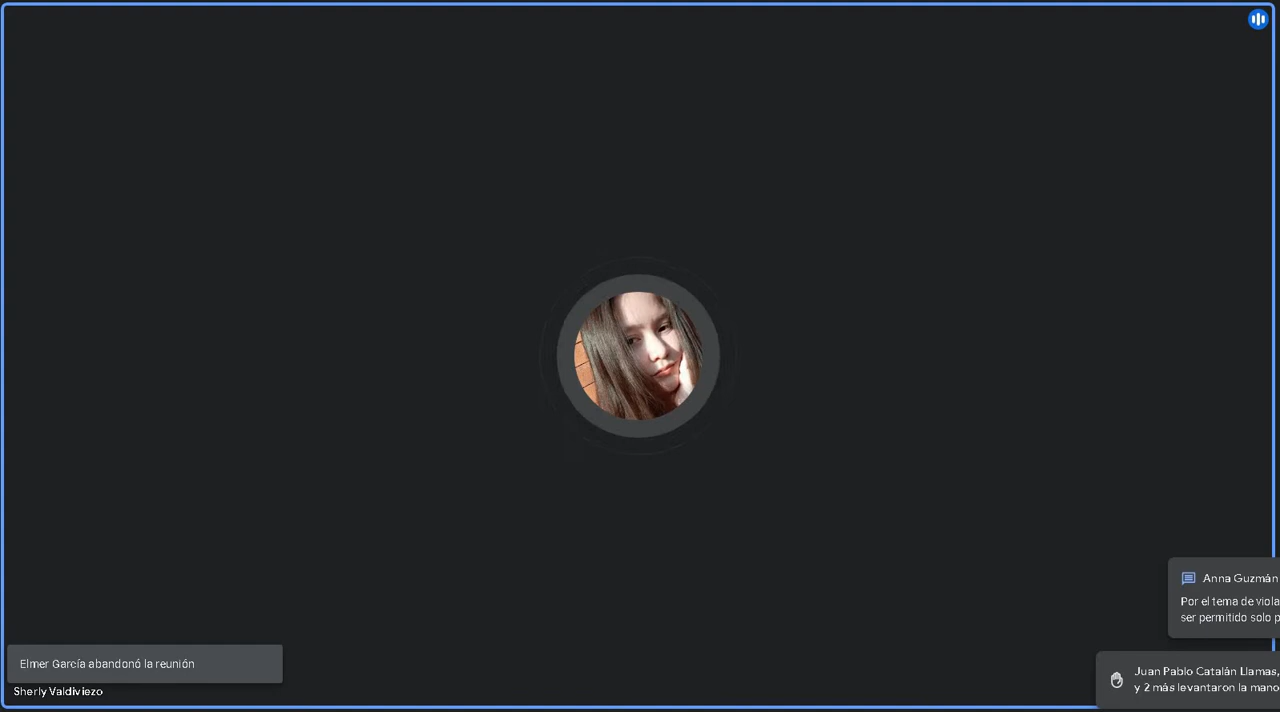 Anna Guzmán
Por el tema de viola
ser permitido solo p
Elmer García abandonó la reunión
Juan Pablo Catalán Llamas,
y 2 más levantaron la mano
Sherly Valdiviezo